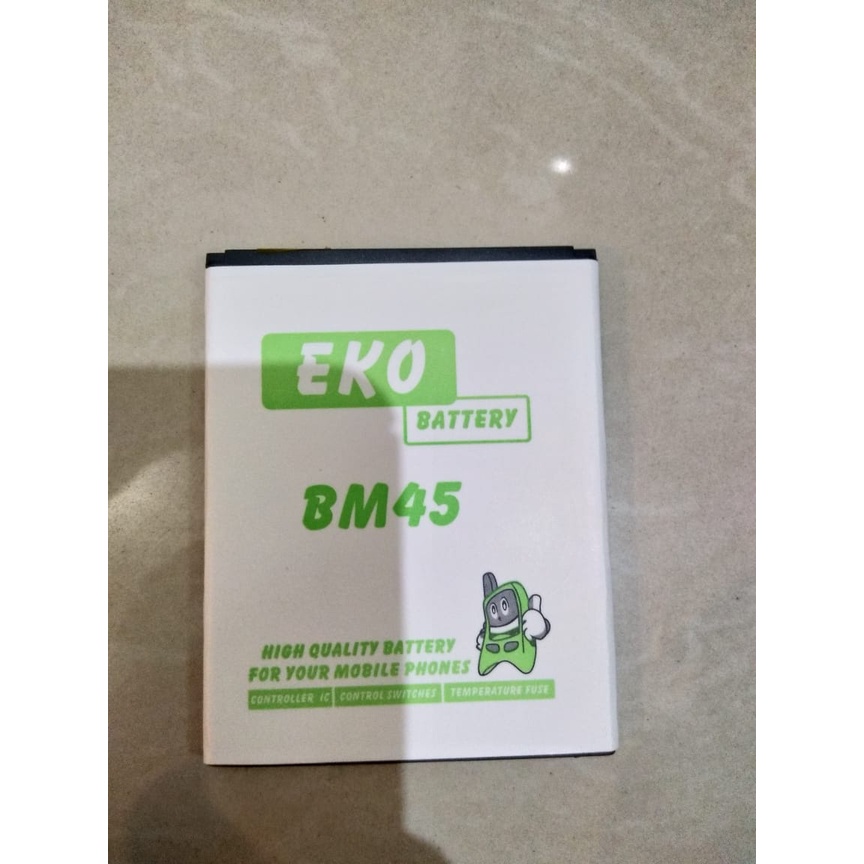 EKO
BATTERY
BM45
HIGH QUALITY BATTERY
FOR YOUR MOBILE PHONES
CONTROLLER IC CONTROL SWITCHES TEMPERATURE FUSE